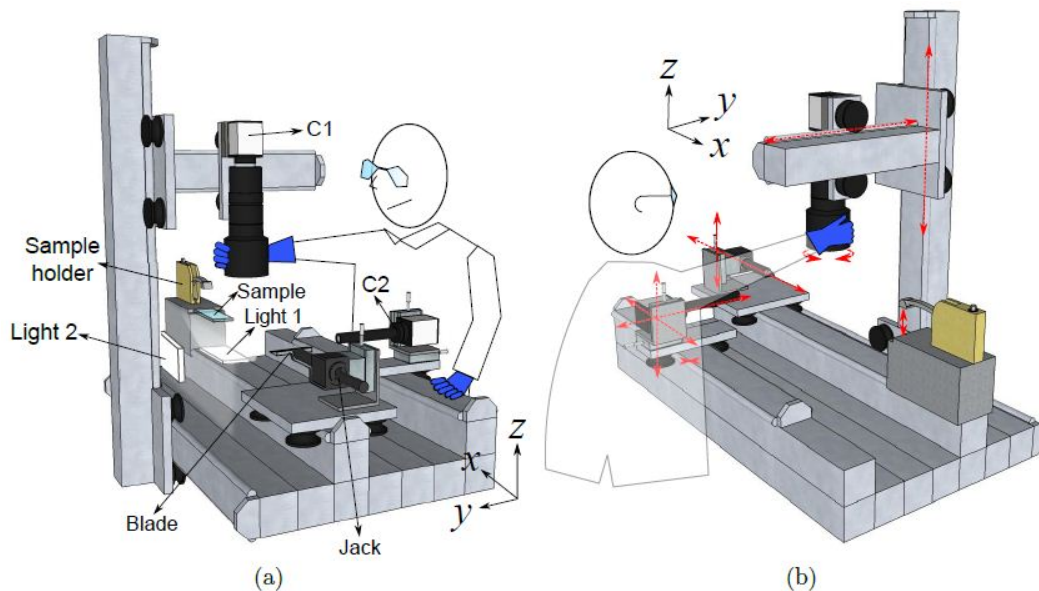 C1
Sample
holder
Sample
Light 1
C2
Light 2
z
x
y
Blade
Jack
(a)
z
y
x
(b)